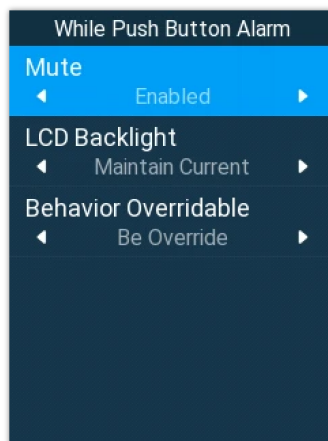 While Push Button Alarm
Mute
Enabled
LCD Backlight
Maintain Current
Behavior Overridable
Be Override